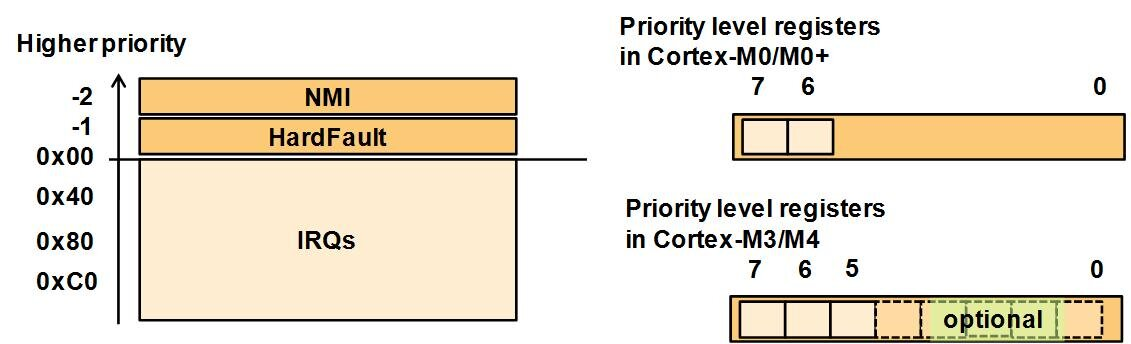 Higher priority
-2
NMI
-1
HardFault
0x00
0x40
0x80
IRQs
0xC0
Priority level registers
in Cortex-M0/M0+
7 6 0
Priority level registers
in Cortex-M3/M4
7 6 5 0
optional